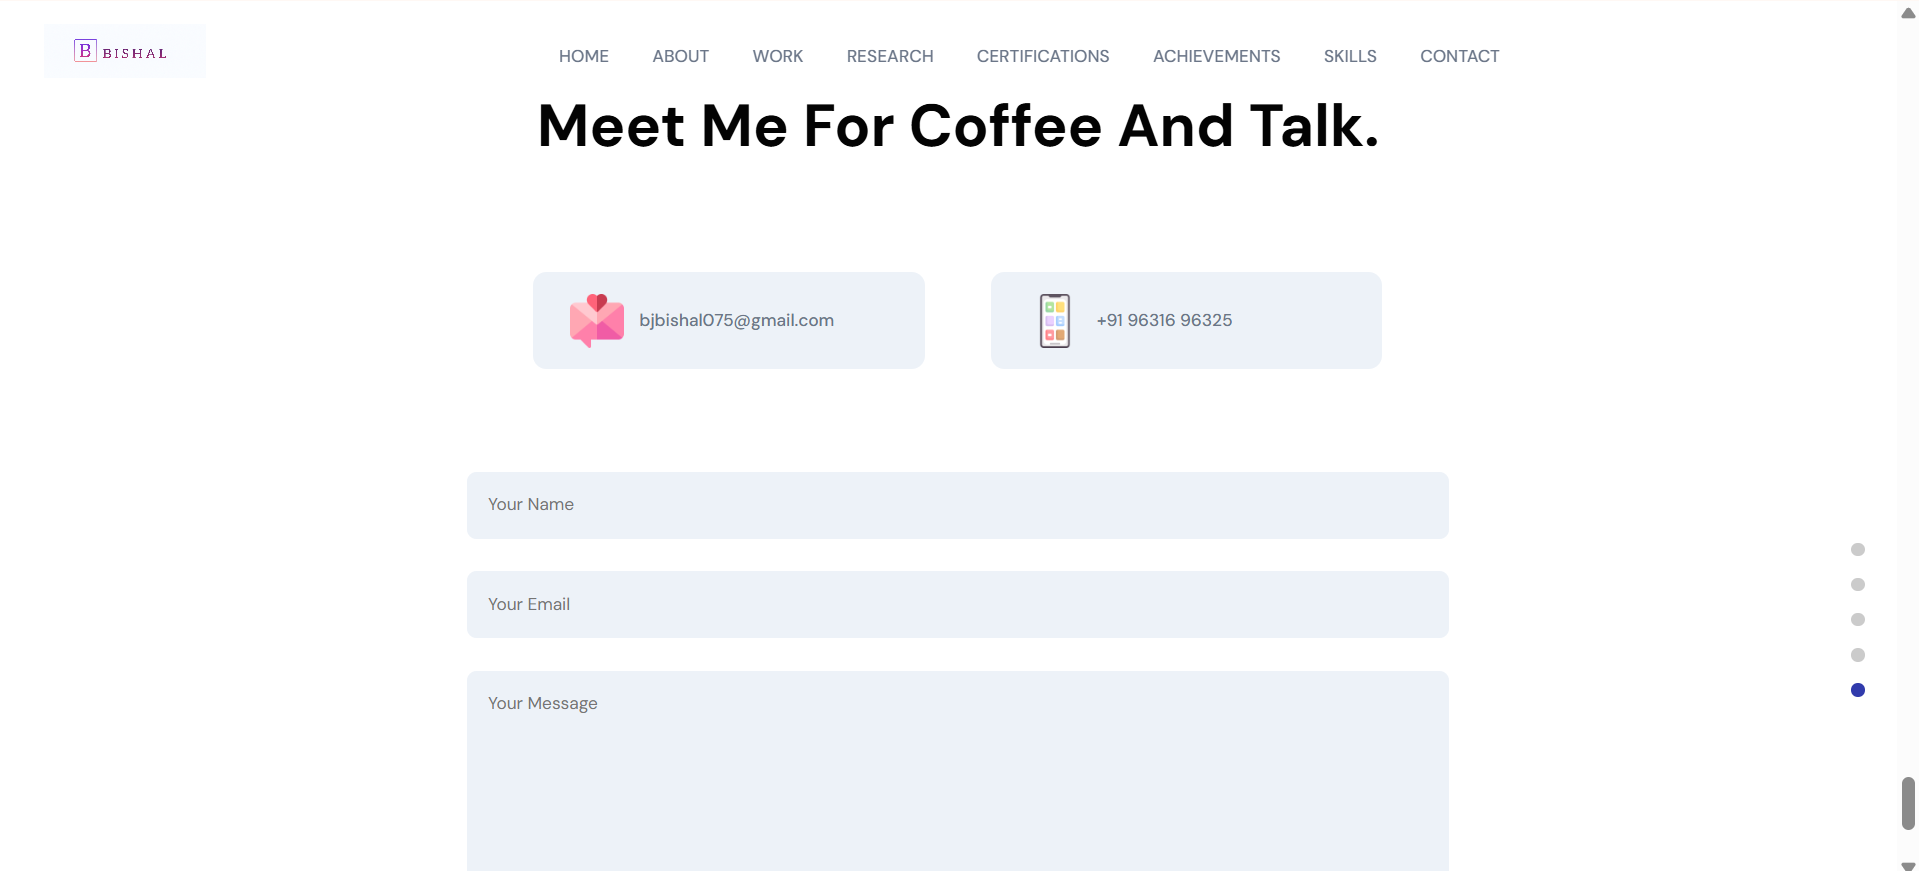 B BISHAL
HOME ABOUT WORK RESEARCH CERTIFICATIONS ACHIEVEMENTS SKILLS CONTACT
Meet Me For Coffee And Talk.
bjbishal075@gmail.com
+91 96316 96325
Your Name
Your Email
Your Message